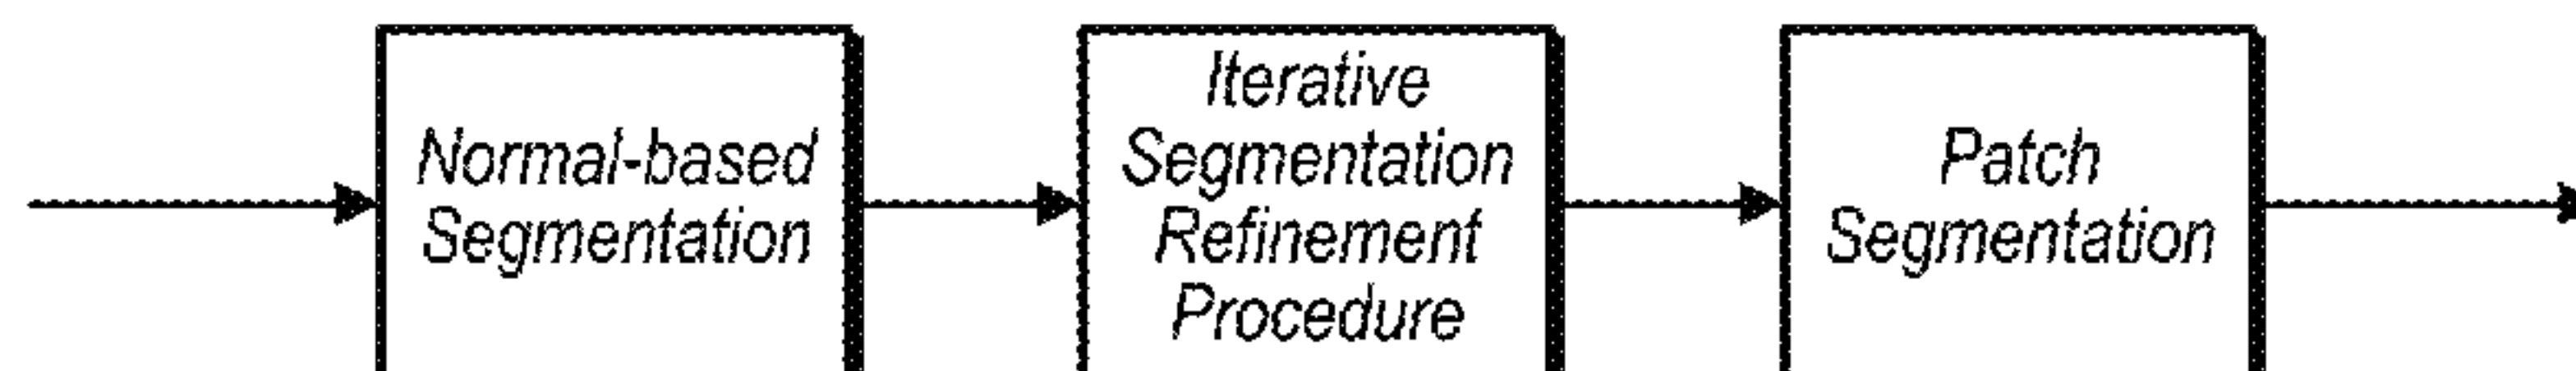 Normal-based
Segmentation
Iterative
Segmentation
Refinement
Procedure
Patch
Segmentation